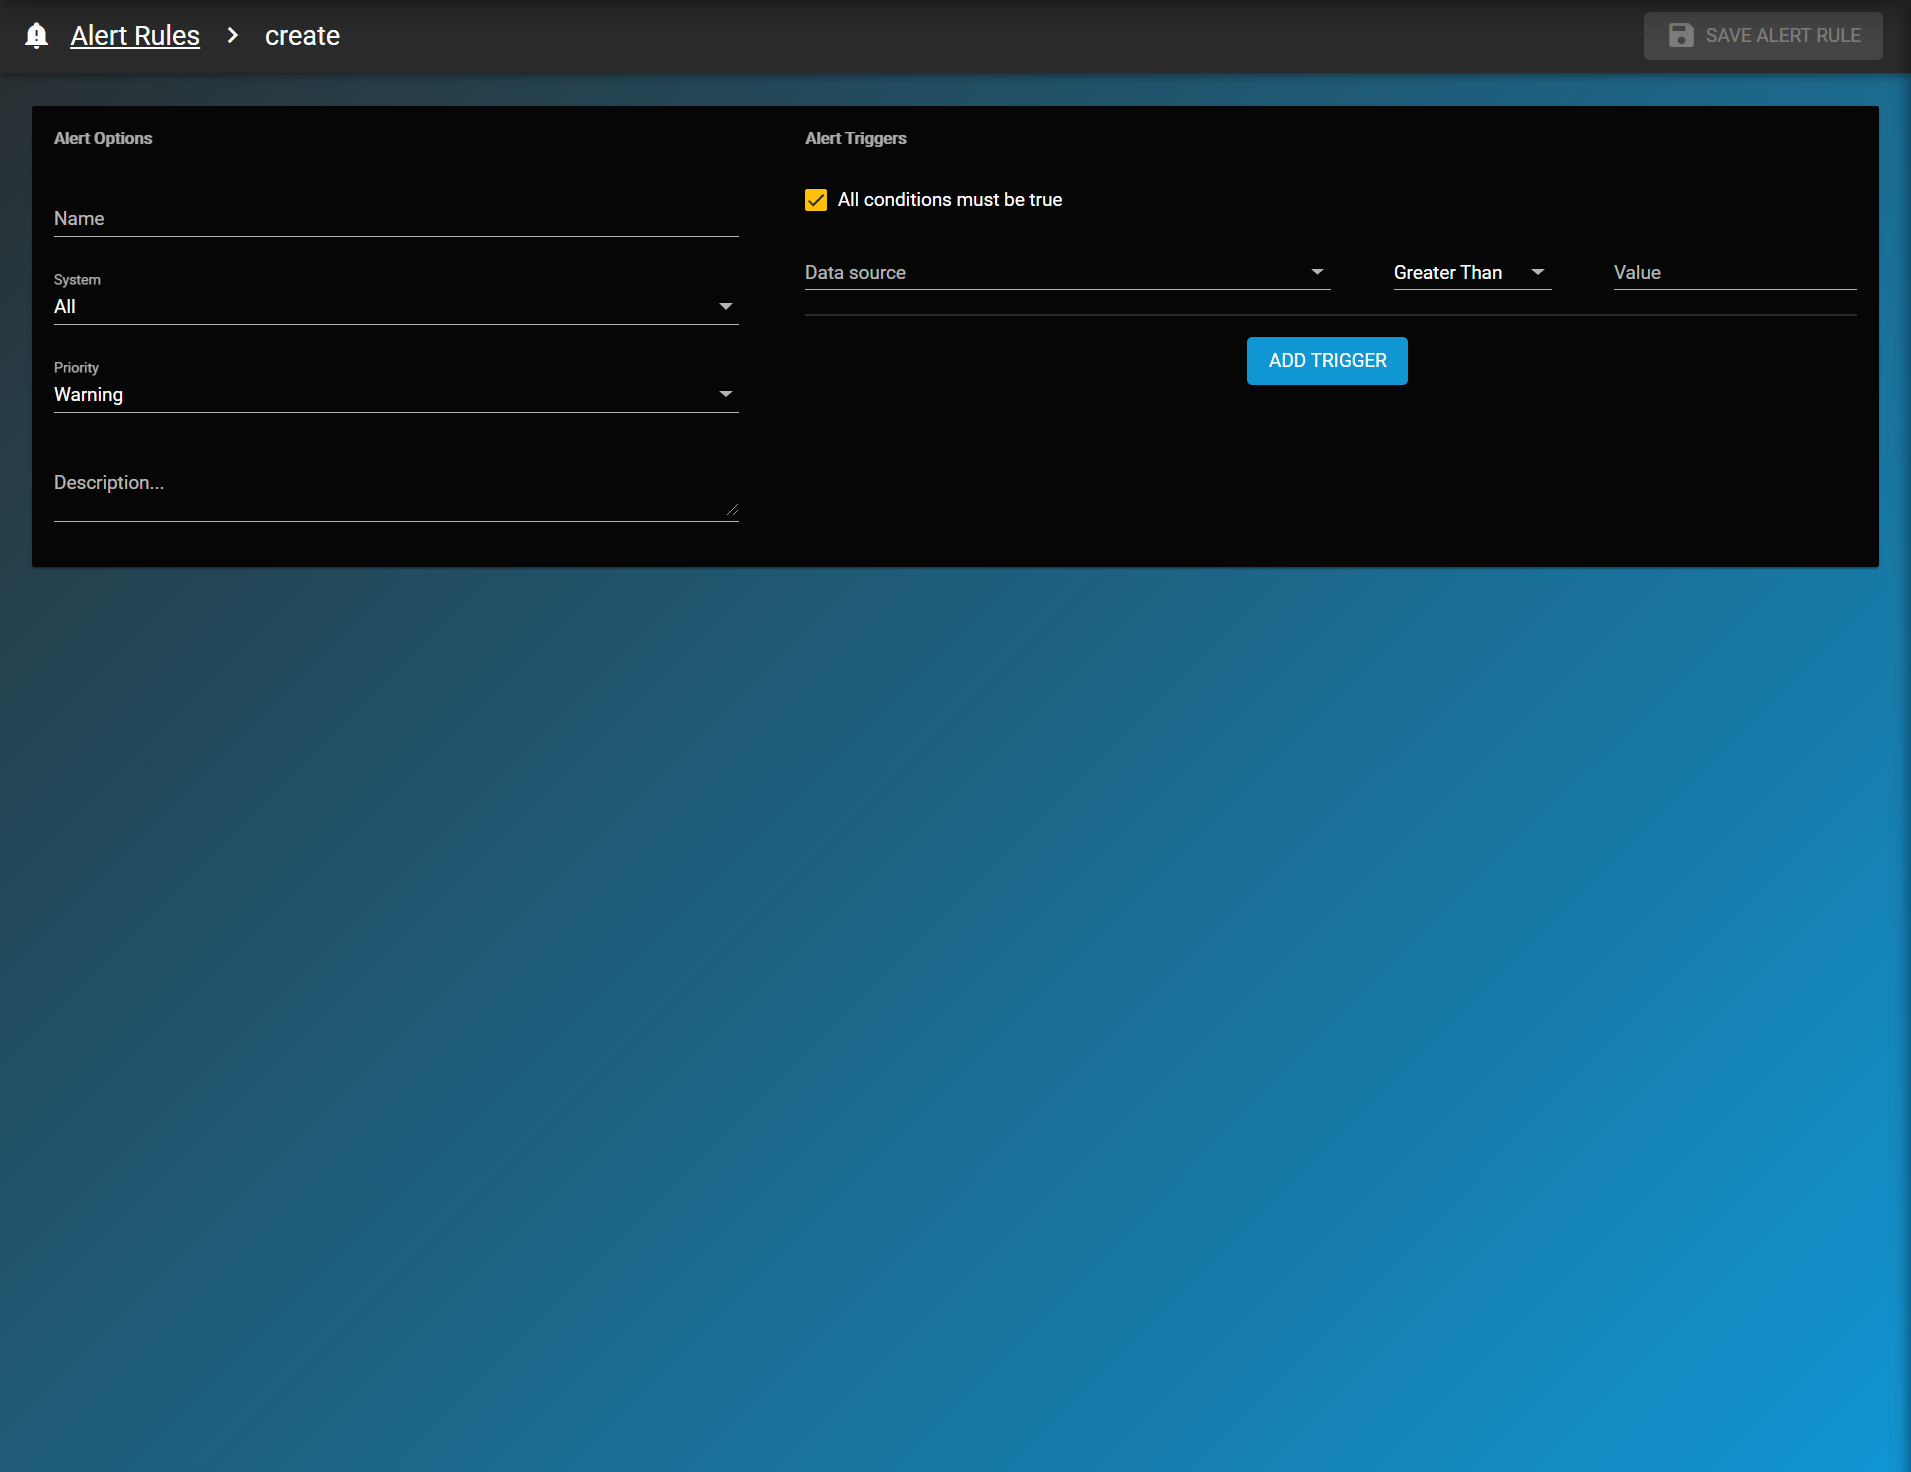 Alert Rules > create
SAVE ALERT RULE
Alert Options
Name
System
All
Priority
Warning
Description...
Alert Triggers
All conditions must be true
Data source
Greater Than
Value
ADD TRIGGER